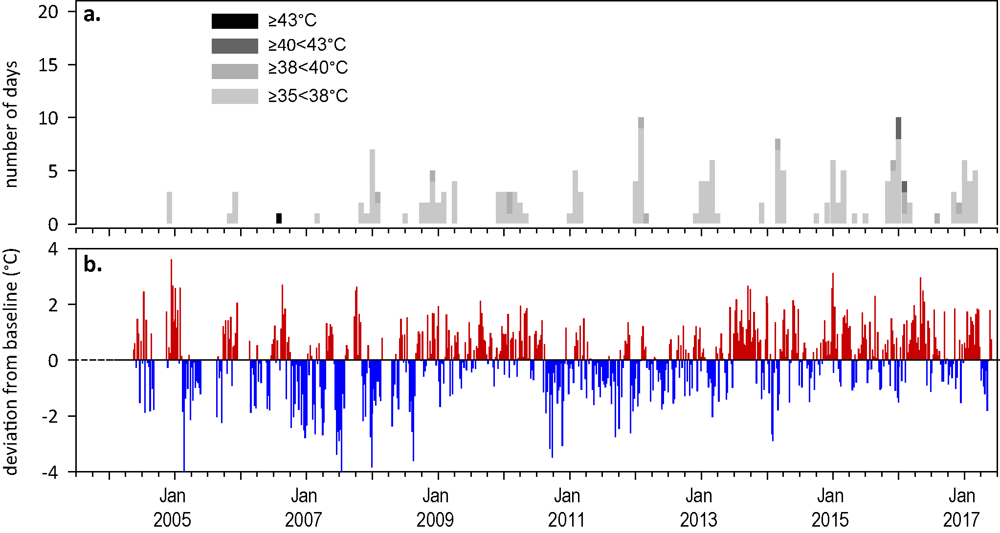 a.
≥43°C
≥40<43°C
≥38<40°C
≥35<38°C
number of days
20
15
10
5
0
b.
deviation from baseline (°C)
4
2
0
-2
-4
Jan Jan Jan Jan Jan Jan Jan
2005 2007 2009 2011 2013 2015 2017